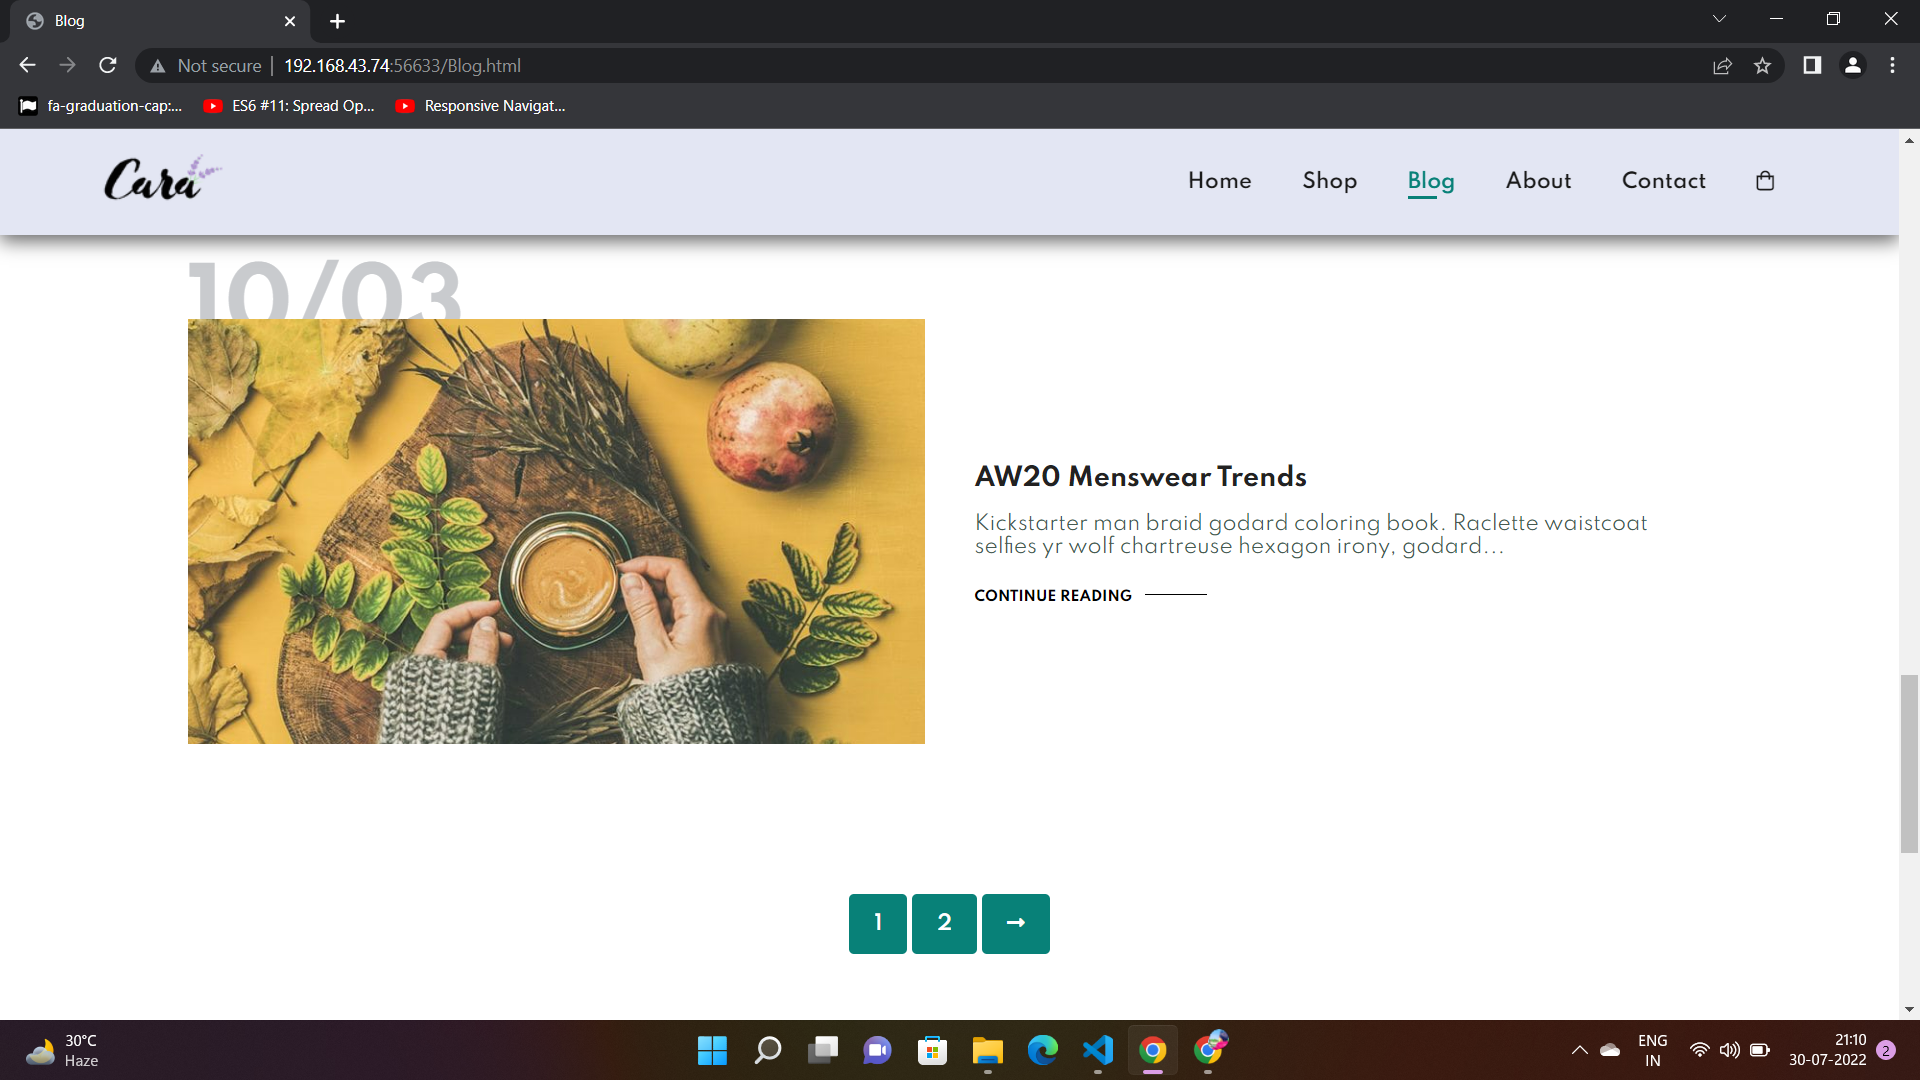 Blog
Not secure
192.168.43.74:56633/Blog.html
fa-graduation-cap:...
ES6 #11: Spread Op...
Responsive Navigat...
Cara
Home
Shop
Blog
About
Contact
10/03
AW20 Menswear Trends
Kickstarter man braid godard coloring book. Raclette waistcoat
selfies yr wolf chartreuse hexagon irony, godard...
CONTINUE READING
1
2
30°C
Haze
ENG
IN
21:10
30-07-2022
2